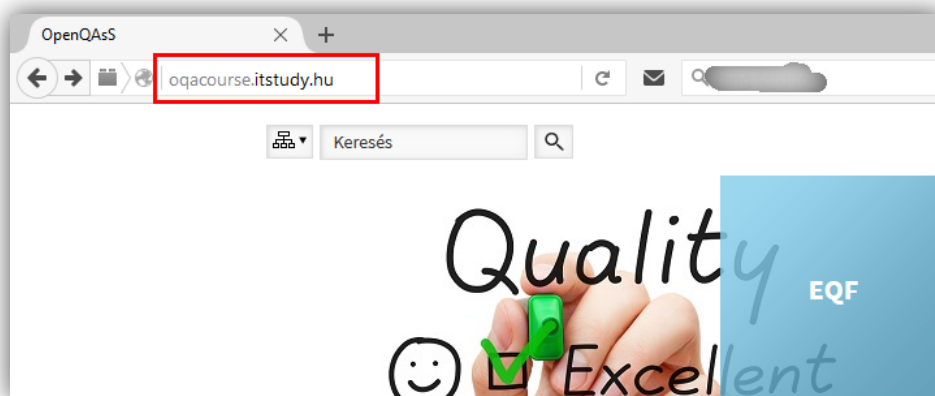 OpenQAsS
oqacourse.itstudy.hu
Keresés
Quality
EQF
Excellent